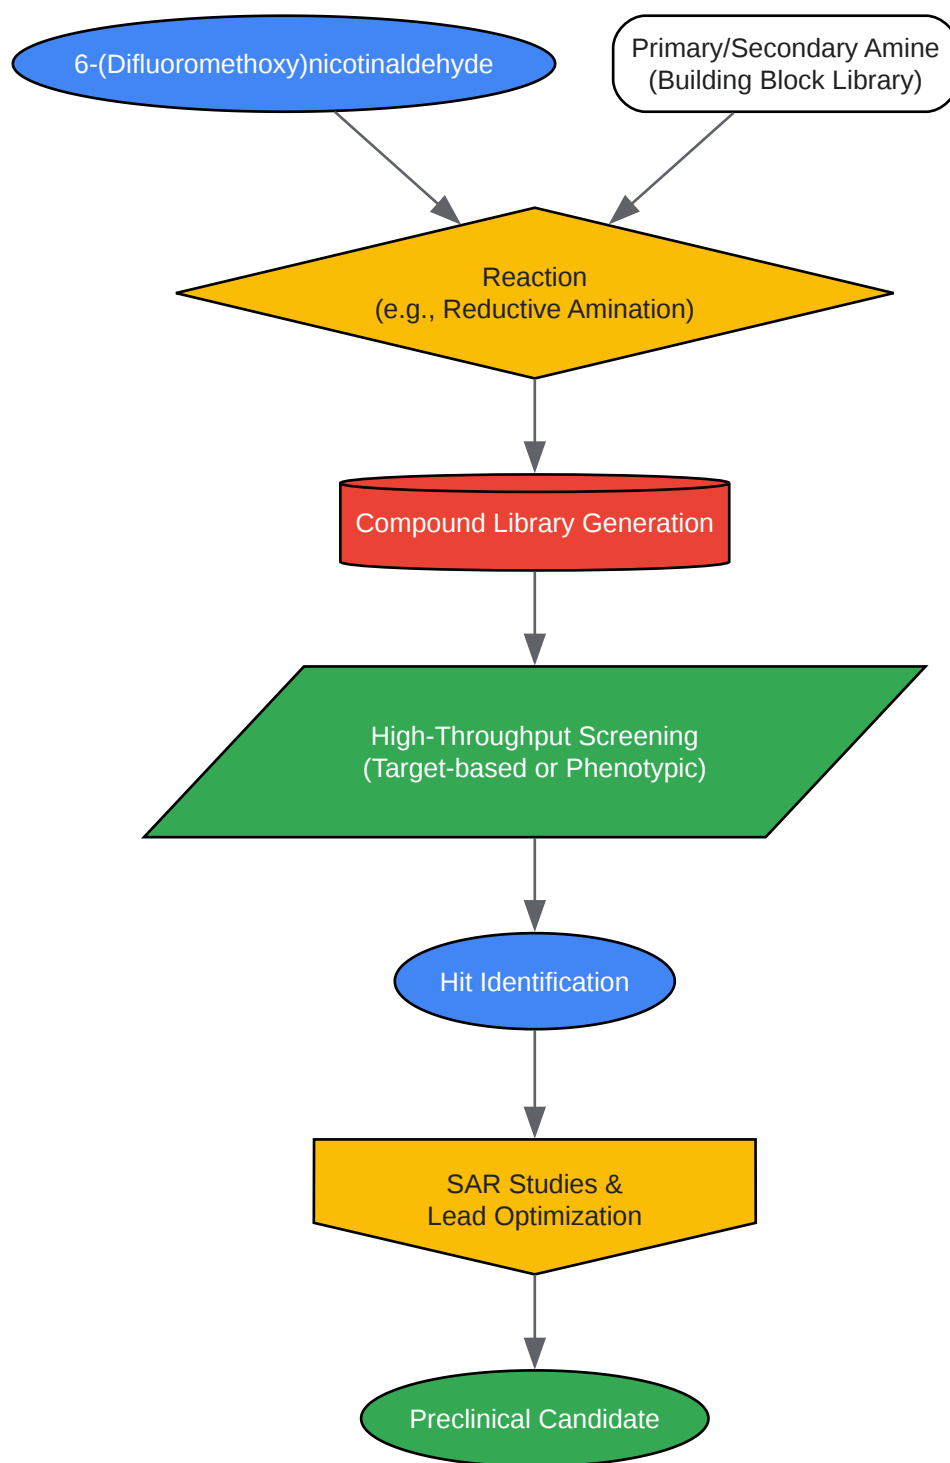 6-(Difluoromethoxy)nicotinaldehyde
Primary/Secondary Amine
(Building Block Library)
Reaction
(e.g., Reductive Amination)
Compound Library Generation
High-Throughput Screening
(Target-based or Phenotypic)
Hit Identification
SAR Studies &
Lead Optimization
Preclinical Candidate